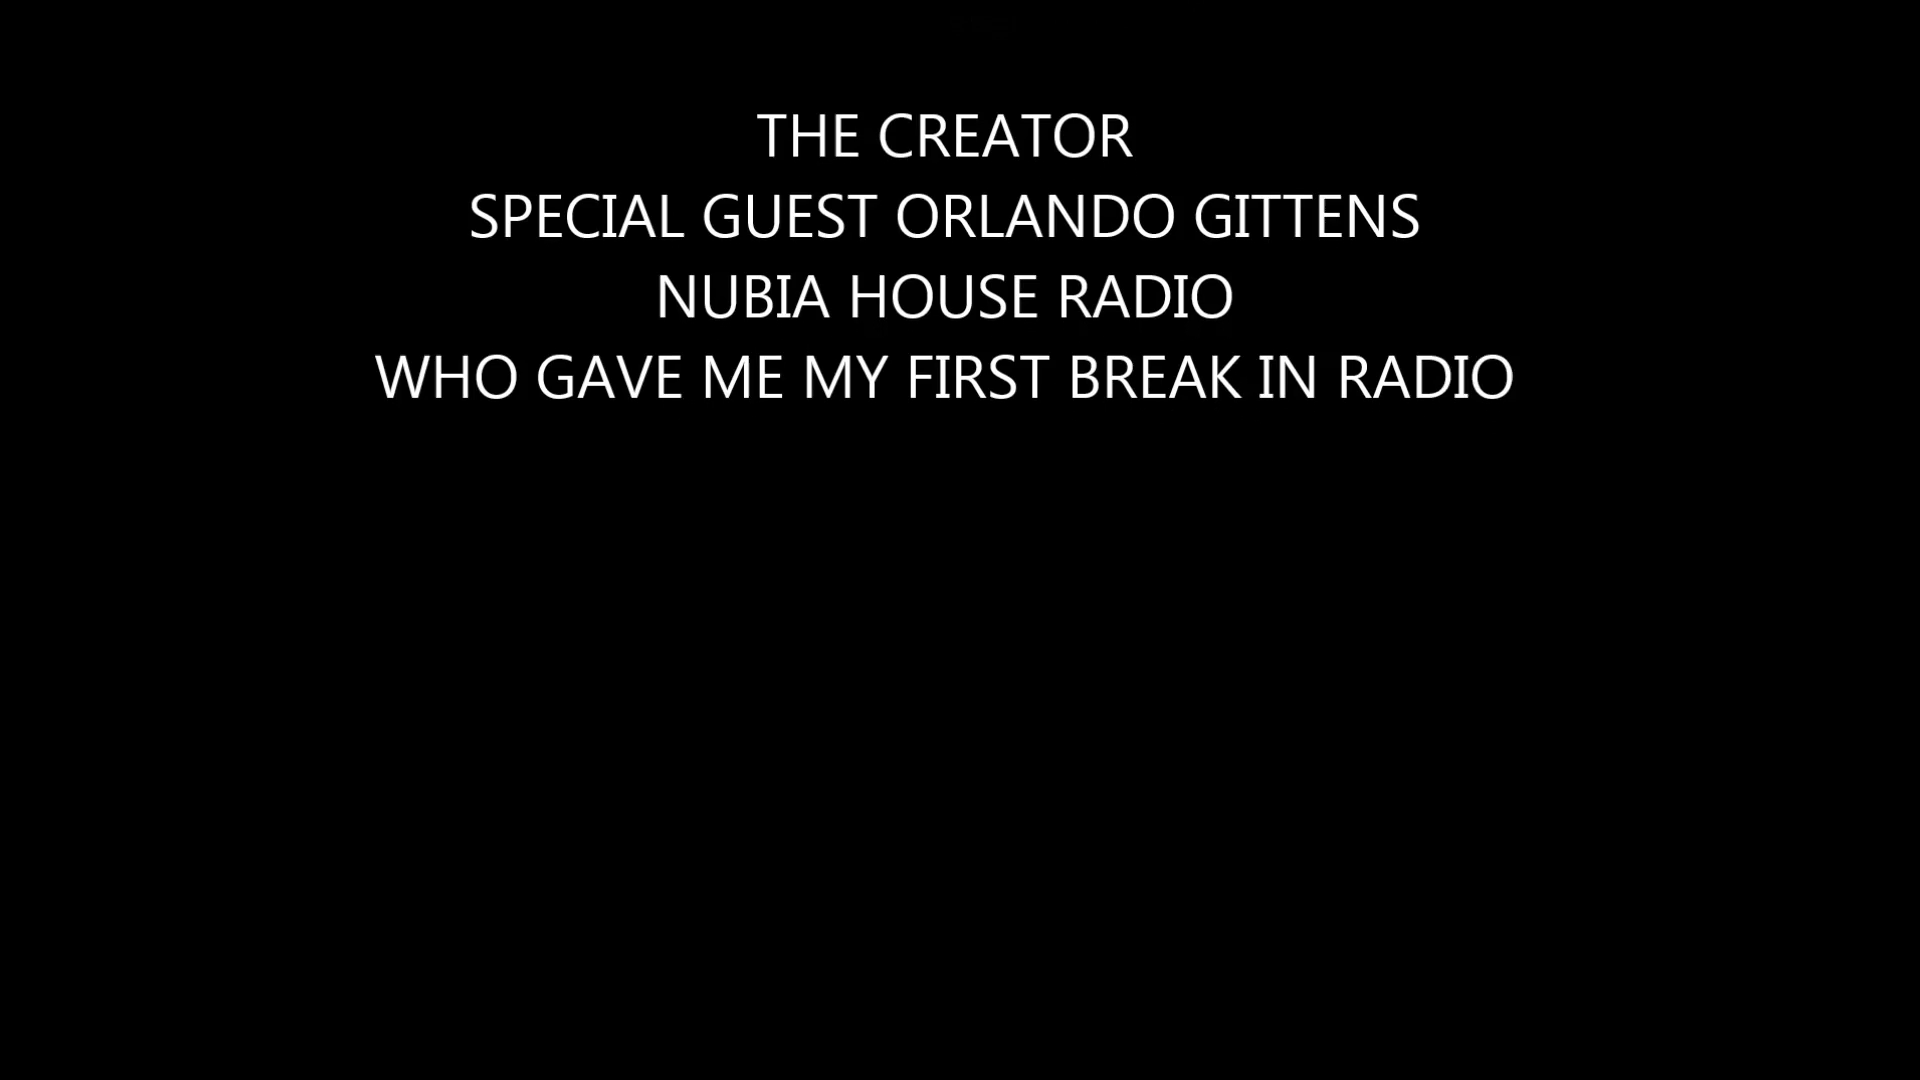 THE CREATOR
SPECIAL GUEST ORLANDO GITTENS
NUBIA HOUSE RADIO
WHO GAVE ME MY FIRST BREAK IN RADIO